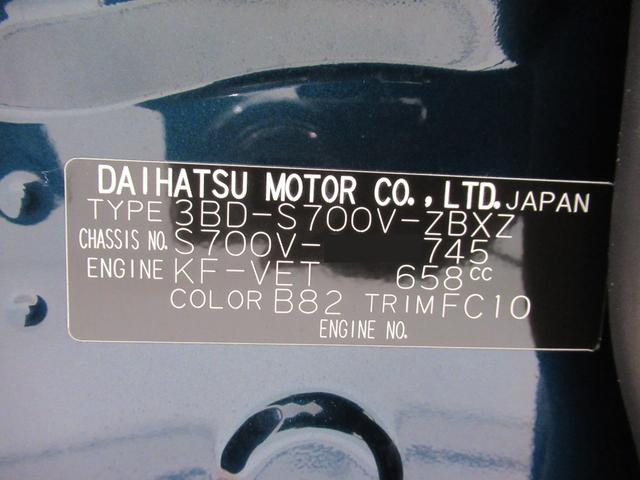 DAIHATSU MOTOR CO., LTD. JAPAN
TYPE 3BD-S700V-ZBXZ
CHASSIS NO. S700V- 745
ENGINE KF-VET 658cc
COLOR B82 TRIM FC10
ENGINE NO.